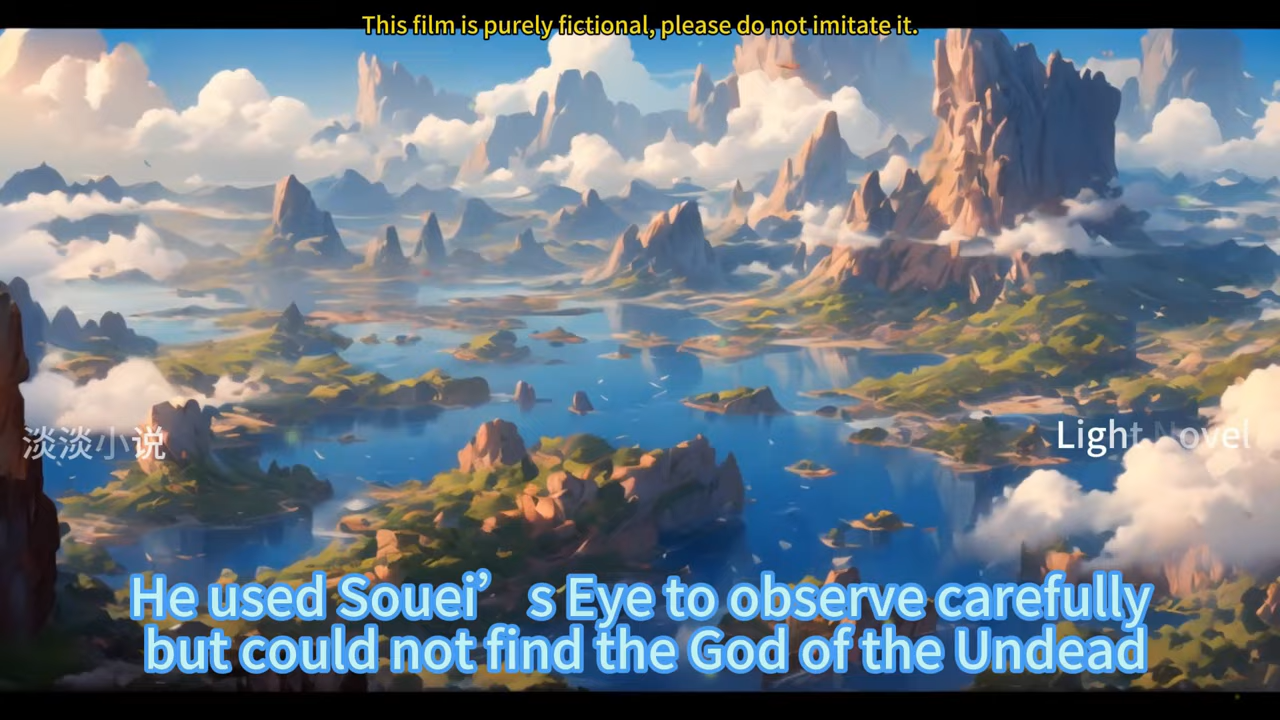 This film is purely fictional, please do not imitate it.
淡淡小说
Light Novel
He used Souei’s Eye to observe carefully
but could not find the God of the Undead